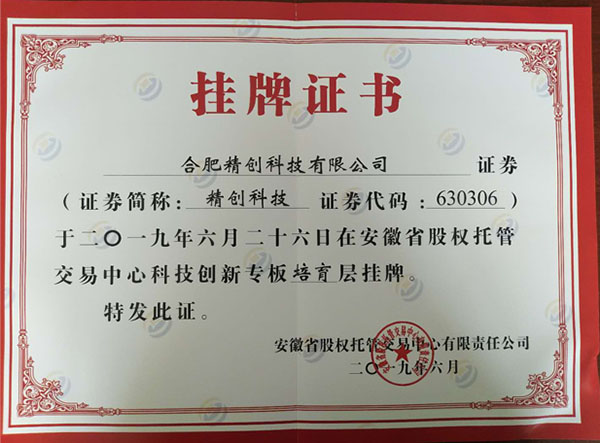 挂牌证书
合肥精创科技有限公司 证券
（证券简称：精创科技 证券代码：630306）
于二〇一九年六月二十六日在安徽省股权托管
交易中心科技创新专板培育层挂牌。
特发此证。
安徽省股权托管交易中心有限责任公司
二〇一九年六月